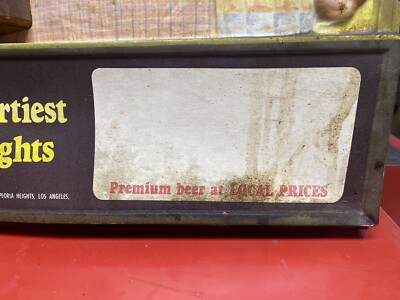 rtiest
ghts
PEORIA HEIGHTS, LOS ANGELES,
Premium beer at LOCAL PRICES